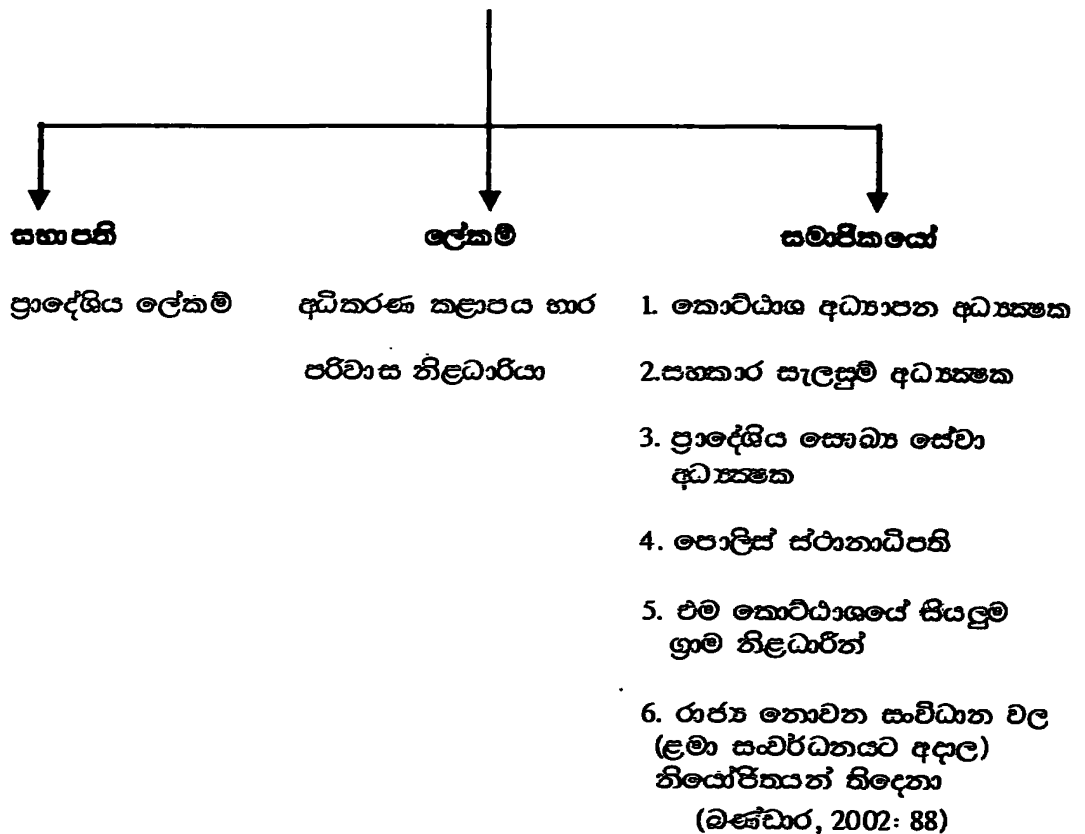 සභාපති
ලේකම්
සමාජිකයෝ
ප්‍රාදේශිය ලේකම්
අධිකරණ කළාපය භාර
පරිවාස නිළධාරියා
1. කොට්ඨාශ අධ්‍යාපන අධ්‍යක්ෂක
2.සහකාර සැලසුම් අධ්‍යක්ෂක
3. ප්‍රාදේශිය සෞඛ්‍ය සේවා
අධ්‍යක්ෂක
4. පොලිස් ස්ථානාධිපති
5. එම කොට්ඨාශයේ සියලුම
ග්‍රාම නිළධාරීන්
6. රාජ්‍ය නොවන සංවිධාන වල
(ළමා සංවර්ධනයට අදාල)
නියෝජිතයන් තිදෙනා
(බණ්ඩාර, 2002: 88)